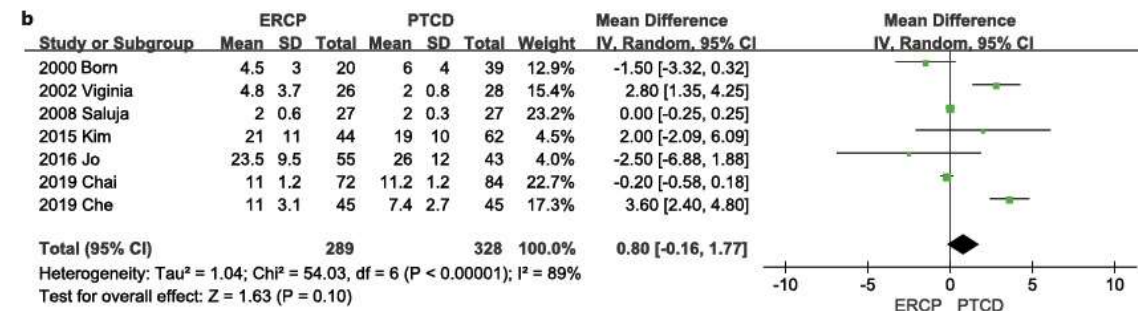 b
ERCP PTCD Mean Difference Mean Difference
Study or Subgroup Mean SD Total Mean SD Total Weight IV, Random, 95% CI IV, Random, 95% CI
2000 Born 4.5 3 20 6 4 39 12.9% -1.50 [-3.32, 0.32]
2002 Viginia 4.8 3.7 26 2 0.8 28 15.4% 2.80 [1.35, 4.25]
2008 Saluja 2 0.6 27 2 0.3 27 23.2% 0.00 [-0.25, 0.25]
2015 Kim 21 11 44 19 10 62 4.5% 2.00 [-2.09, 6.09]
2016 Jo 23.5 9.5 55 26 12 43 4.0% -2.50 [-6.88, 1.88]
2019 Chai 11 1.2 72 11.2 1.2 84 22.7% -0.20 [-0.58, 0.18]
2019 Che 11 3.1 45 7.4 2.7 45 17.3% 3.60 [2.40, 4.80]
Total (95% CI) 289 328 100.0% 0.80 [-0.16, 1.77]
Heterogeneity: Tau² = 1.04; Chi² = 54.03, df = 6 (P < 0.00001); I² = 89%
Test for overall effect: Z = 1.63 (P = 0.10)
-10 -5 0 5 10
ERCP PTCD